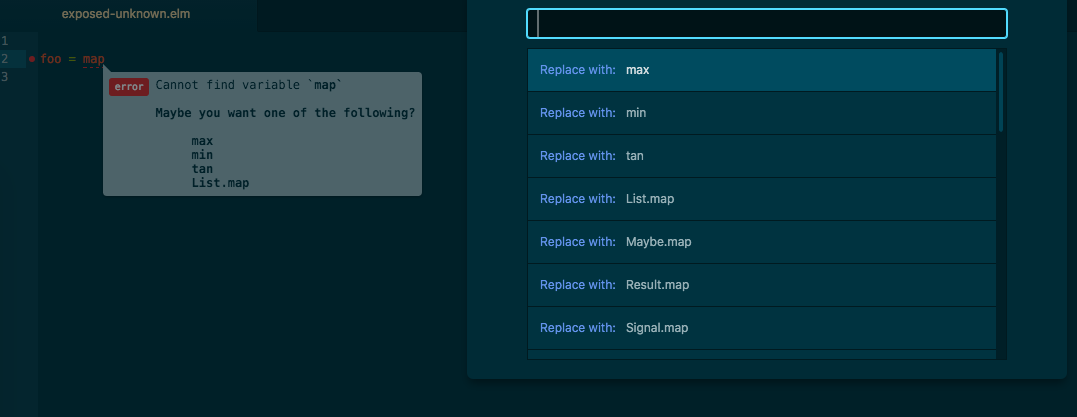 exposed-unknown.elm
1
2 foo = map
3
error Cannot find variable `map`
Maybe you want one of the following?
max
min
tan
List.map
Replace with: max
Replace with: min
Replace with: tan
Replace with: List.map
Replace with: Maybe.map
Replace with: Result.map
Replace with: Signal.map